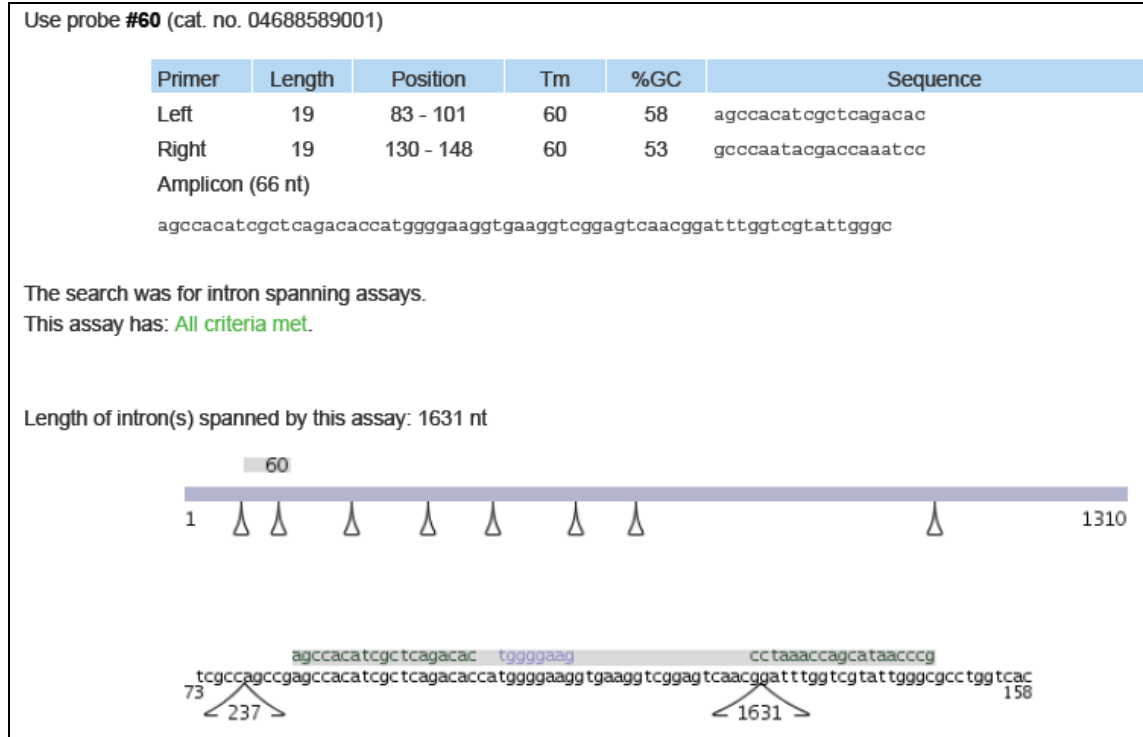 Use probe #60 (cat. no. 04688589001)
Primer Length Position Tm %GC Sequence
Left 19 83 - 101 60 58 agccacatcgctcagacac
Right 19 130 - 148 60 53 gcccaatacgaccaaatcc
Amplicon (66 nt)
agccacatcgctcagacaccatggggaaggtgaaggtcggagtcaacggatttggtcgtattgggc
The search was for intron spanning assays.
This assay has: All criteria met.
Length of intron(s) spanned by this assay: 1631 nt
60
1 1310
agccacatcgctcagacac tggggaag cctaaaccagcataacccg
tcgccagccgagccacatcgctcagacaccatggggaaggtgaaggtcggagtcaacggatttggtcgtattgggcgcctggtcac
73 158
237 1631